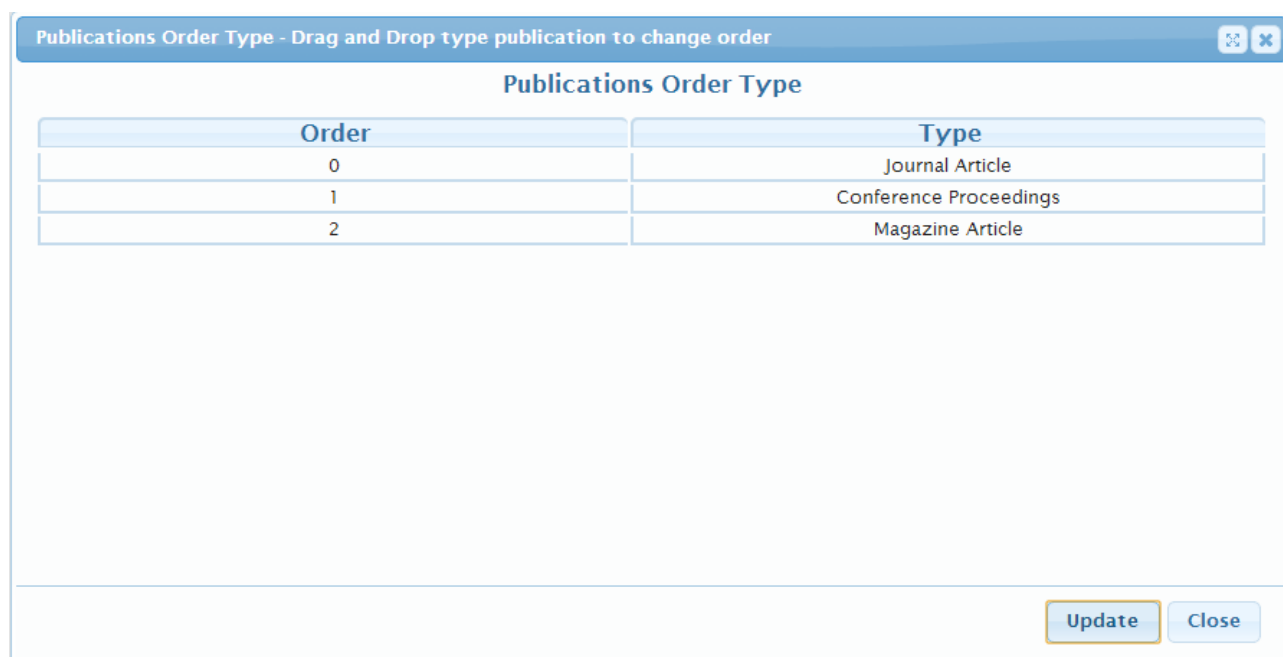 Publications Order Type - Drag and Drop type publication to change order
Publications Order Type
Order Type
0 Journal Article
1 Conference Proceedings
2 Magazine Article
Update Close